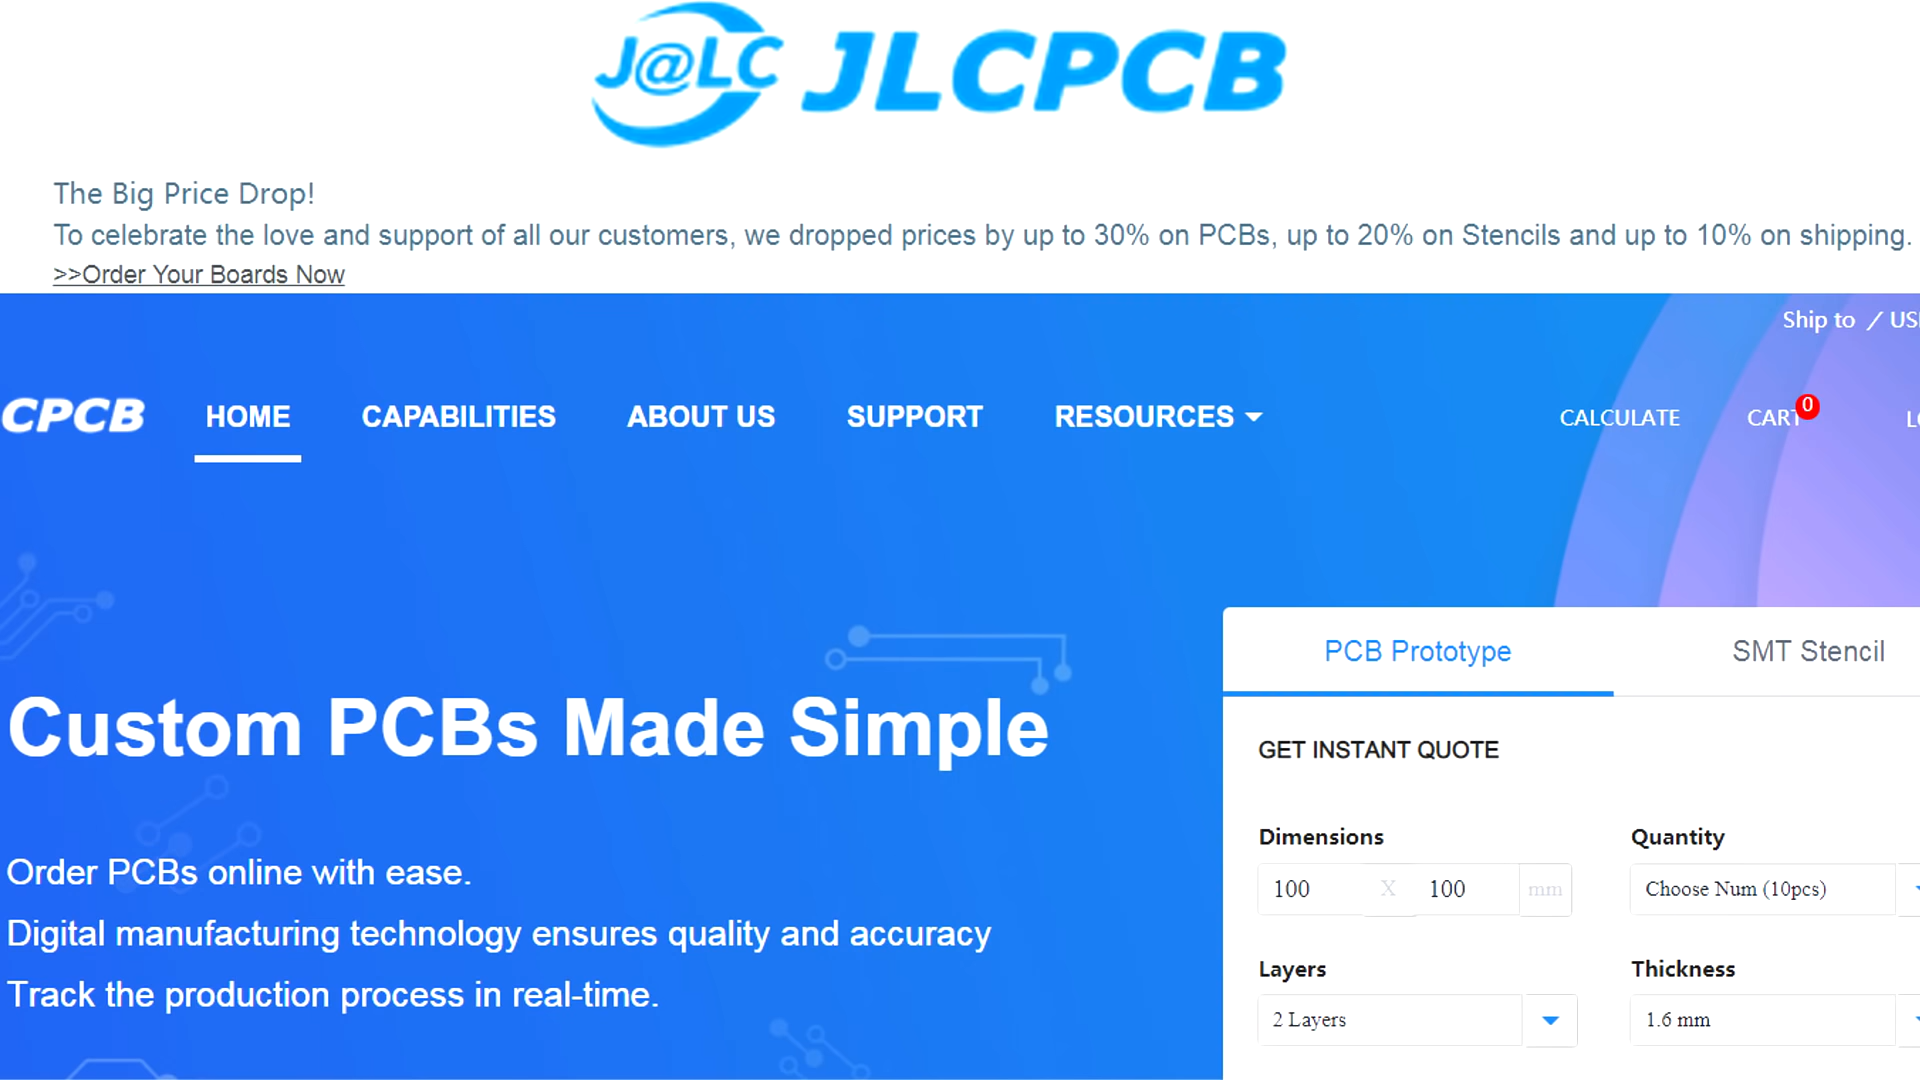 J@LC JLCPCB
The Big Price Drop!
To celebrate the love and support of all our customers, we dropped prices by up to 30% on PCBs, up to 20% on Stencils and up to 10% on shipping.
>>Order Your Boards Now
Ship to / US
CPCB HOME CAPABILITIES ABOUT US SUPPORT RESOURCES CALCULATE CART 0
PCB Prototype SMT Stencil
Custom PCBs Made Simple
GET INSTANT QUOTE
Dimensions Quantity
100 X 100 mm Choose Num (10pcs)
Order PCBs online with ease.
Digital manufacturing technology ensures quality and accuracy
Layers Thickness
Track the production process in real-time.
2 Layers 1.6 mm